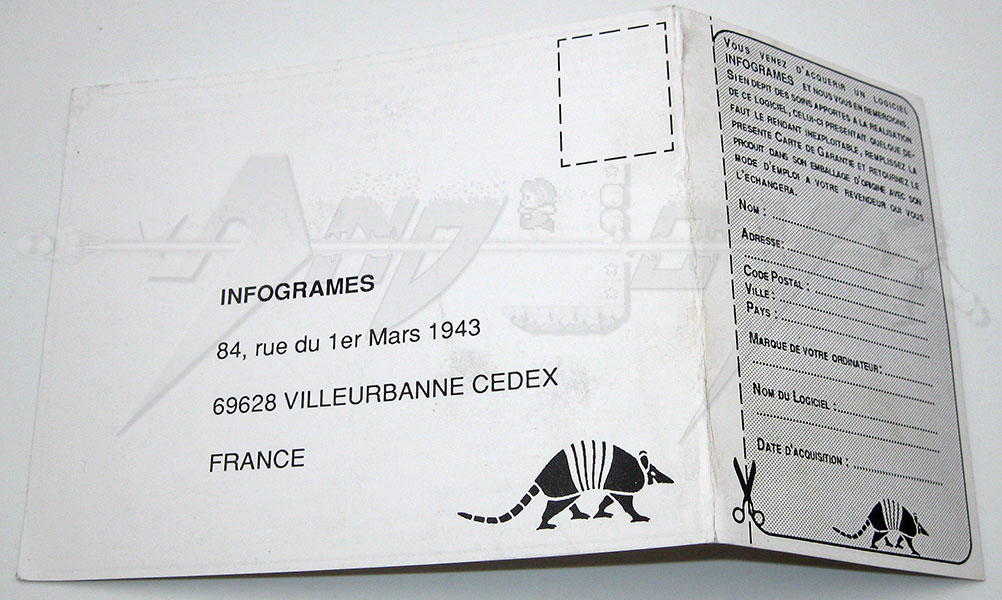 INFOGRAMES
84, rue du 1er Mars 1943
69628 VILLEURBANNE CEDEX
FRANCE
VOUS VENEZ D'ACQUERIR UN LOGICIEL
INFOGRAMES ET NOUS VOUS EN REMERCIONS.
SI EN DEPIT DES SOINS APPORTES A LA REALISATION
DE CE LOGICIEL, CELUI-CI PRESENTAIT QUELQUE DE-
FAUT LE RENDANT INEXPLOITABLE, REMPLISSEZ LA
PRESENTE CARTE DE GARANTIE ET RETOURNEZ LE
PRODUIT DANS SON EMBALLAGE D'ORIGINE AVEC SON
MODE D'EMPLOI A VOTRE REVENDEUR QUI VOUS
L'ECHANGERA.
NOM :
ADRESSE:
CODE POSTAL :
VILLE :
PAYS :
MARQUE DE VOTRE ORDINATEUR:
NOM DU LOGICIEL :
DATE D'ACQUISITION :